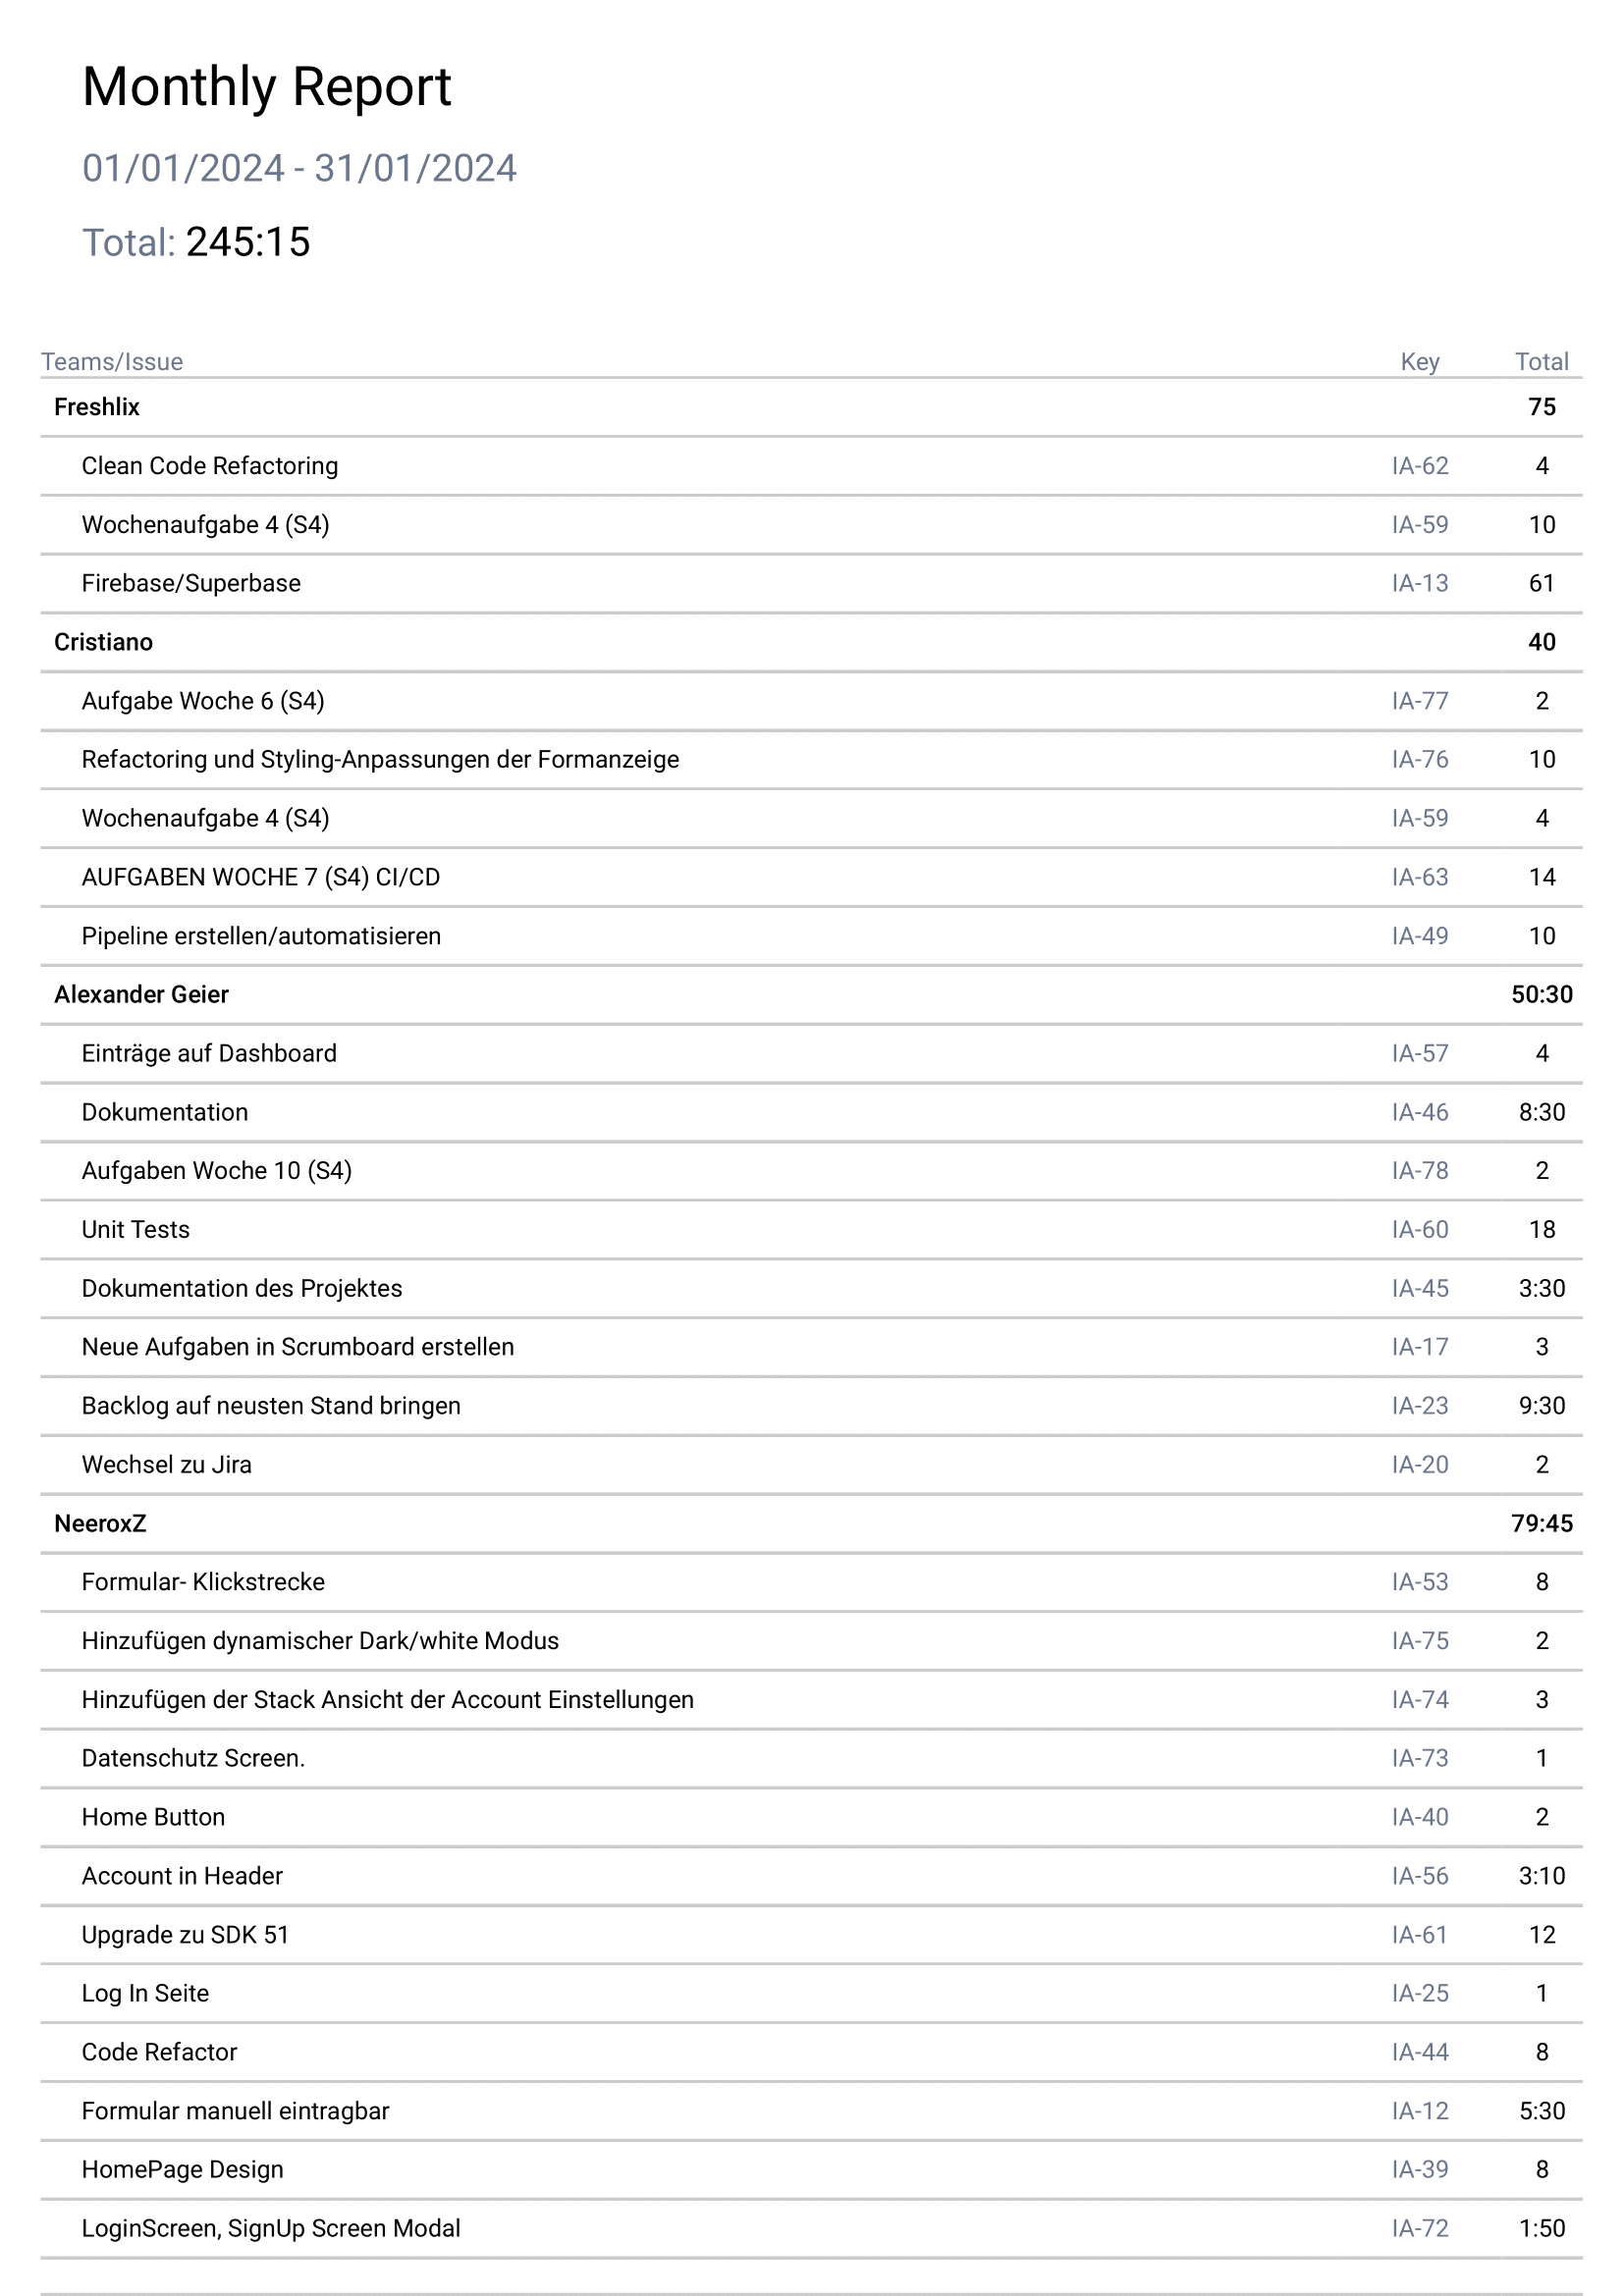 Monthly Report
01/01/2024 - 31/01/2024
Total: 245:15
Teams/Issue Key Total
Freshlix 75
Clean Code Refactoring IA-62 4
Wochenaufgabe 4 (S4) IA-59 10
Firebase/Superbase IA-13 61
Cristiano 40
Aufgabe Woche 6 (S4) IA-77 2
Refactoring und Styling-Anpassungen der Formanzeige IA-76 10
Wochenaufgabe 4 (S4) IA-59 4
AUFGABEN WOCHE 7 (S4) CI/CD IA-63 14
Pipeline erstellen/automatisieren IA-49 10
Alexander Geier 50:30
Einträge auf Dashboard IA-57 4
Dokumentation IA-46 8:30
Aufgaben Woche 10 (S4) IA-78 2
Unit Tests IA-60 18
Dokumentation des Projektes IA-45 3:30
Neue Aufgaben in Scrumboard erstellen IA-17 3
Backlog auf neusten Stand bringen IA-23 9:30
Wechsel zu Jira IA-20 2
NeeroxZ 79:45
Formular- Klickstrecke IA-53 8
Hinzufügen dynamischer Dark/white Modus IA-75 2
Hinzufügen der Stack Ansicht der Account Einstellungen IA-74 3
Datenschutz Screen. IA-73 1
Home Button IA-40 2
Account in Header IA-56 3:10
Upgrade zu SDK 51 IA-61 12
Log In Seite IA-25 1
Code Refactor IA-44 8
Formular manuell eintragbar IA-12 5:30
HomePage Design IA-39 8
LoginScreen, SignUp Screen Modal IA-72 1:50